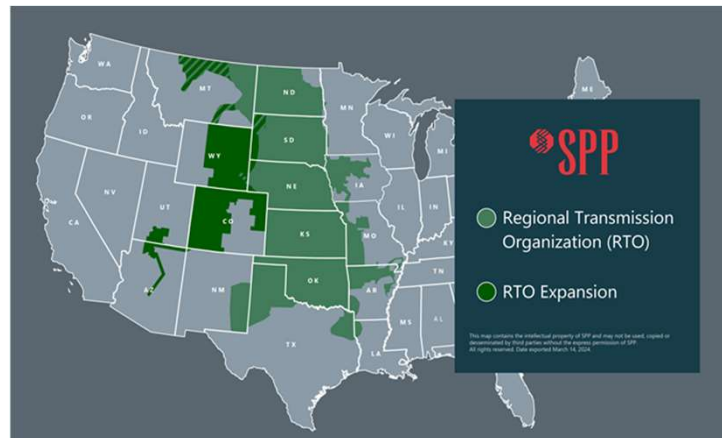 WA
MT
ND
MN
ME
OR
ID
SD
WI
MI
WY
NE
IA
NV
UT
CO
IL
IN
CA
KS
MO
KY
AZ
NM
OK
AR
TN
MS
AL
TX
LA
SPP
Regional Transmission
Organization (RTO)
RTO Expansion
This map contains the intellectual property of SPP and may not be used, copied or
disseminated by third parties without the express permission of SPP.
All rights reserved. Date exported March 14, 2024.